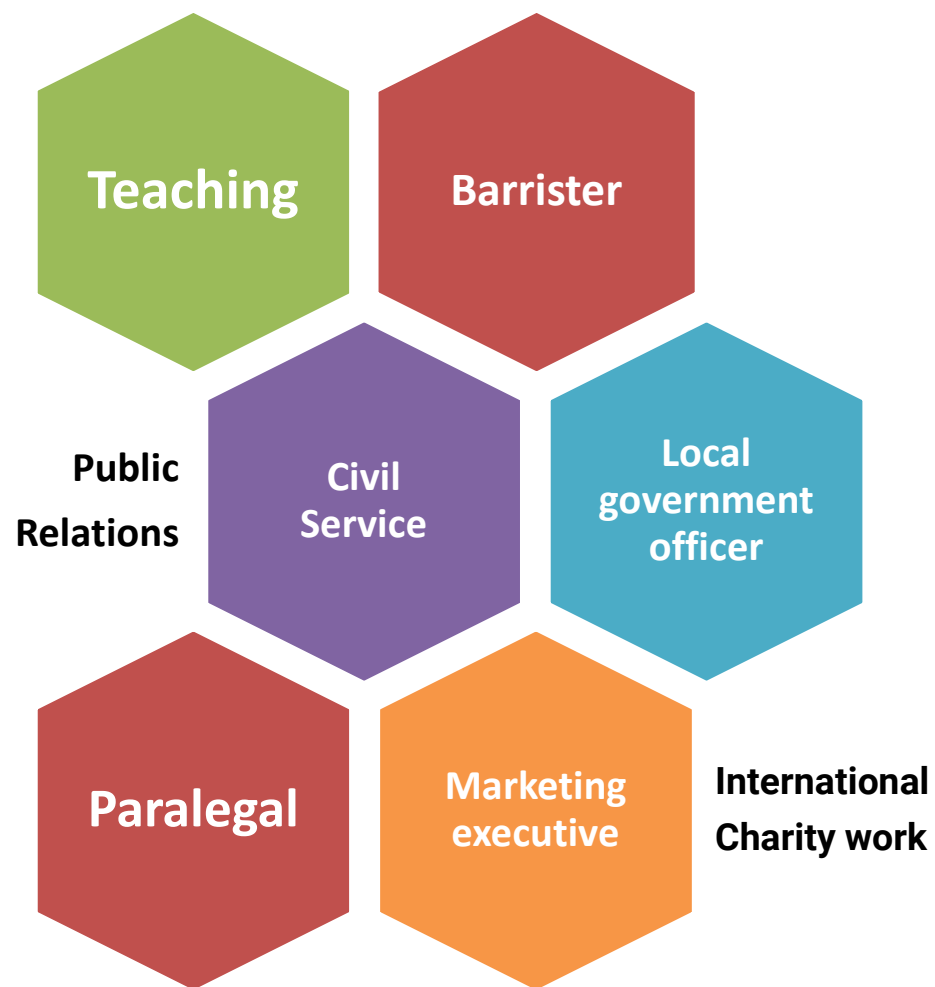 Teaching
Barrister
Public
Relations
Civil
Service
Local
government
officer
Paralegal
Marketing
executive
International
Charity work